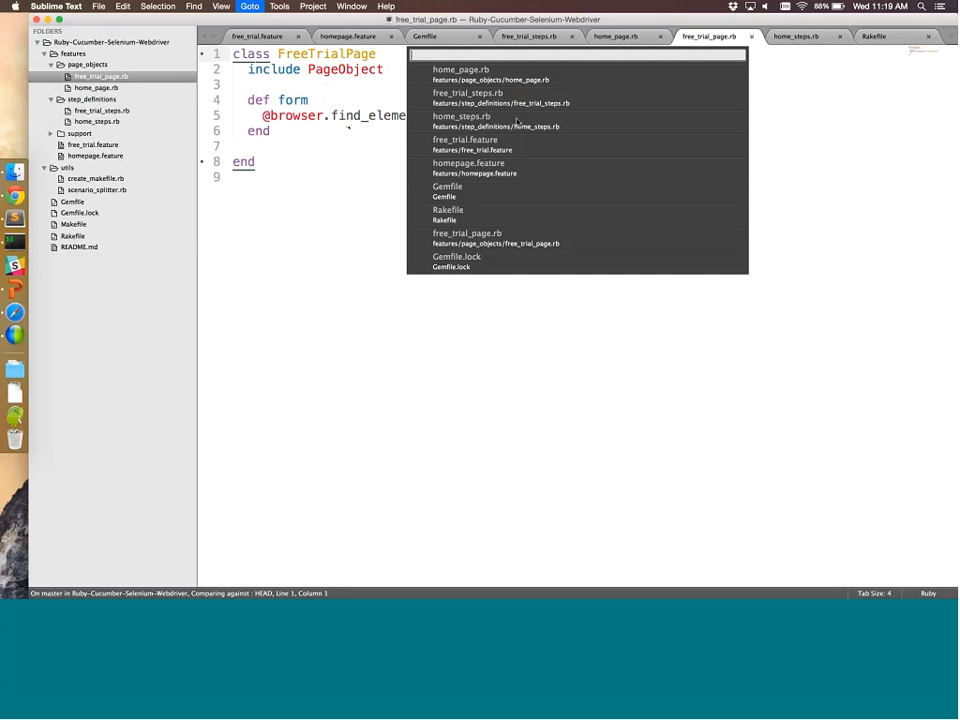 Sublime Text File Edit Selection Find View Goto Tools Project Window Help 88% Wed 11:19 AM
free_trial_page.rb — Ruby-Cucumber-Selenium-Webdriver
FOLDERS
Ruby-Cucumber-Selenium-Webdriver
features
page_objects
free_trial_page.rb
home_page.rb
step_definitions
free_trial_steps.rb
home_steps.rb
support
free_trial.feature
homepage.feature
utils
create_makefile.rb
scenario_splitter.rb
Gemfile
Gemfile.lock
Makefile
Rakefile
README.md
free_trial.feature homepage.feature Gemfile free_trial_steps.rb home_page.rb free_trial_page.rb home_steps.rb Rakefile
1 class FreeTrialPage
2 include PageObject
3
4 def form
5 @browser.find_eleme
6 end
7
8 end
9
home_page.rb
features/page_objects/home_page.rb
free_trial_steps.rb
features/step_definitions/free_trial_steps.rb
home_steps.rb
features/step_definitions/home_steps.rb
free_trial.feature
features/free_trial.feature
homepage.feature
features/homepage.feature
Gemfile
Gemfile
Rakefile
Rakefile
free_trial_page.rb
features/page_objects/free_trial_page.rb
Gemfile.lock
Gemfile.lock
On master in Ruby-Cucumber-Selenium-Webdriver, Comparing against : HEAD, Line 1, Column 1 Tab Size: 4 Ruby